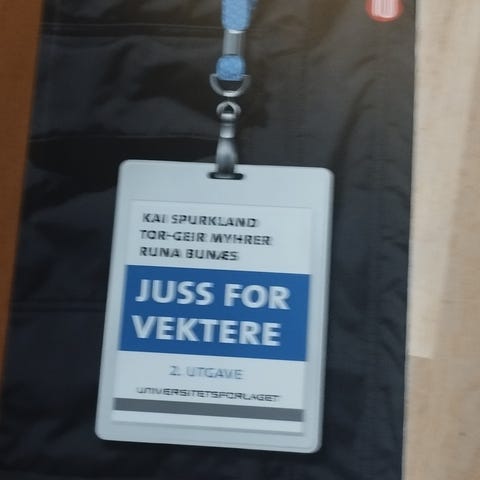 KAI SPURKLAND
TOR-GEIR MYHRER
RUNA BUNÆS
JUSS FOR
VEKTERE
2. UTGAVE
UNIVERSITETSFORLAGET